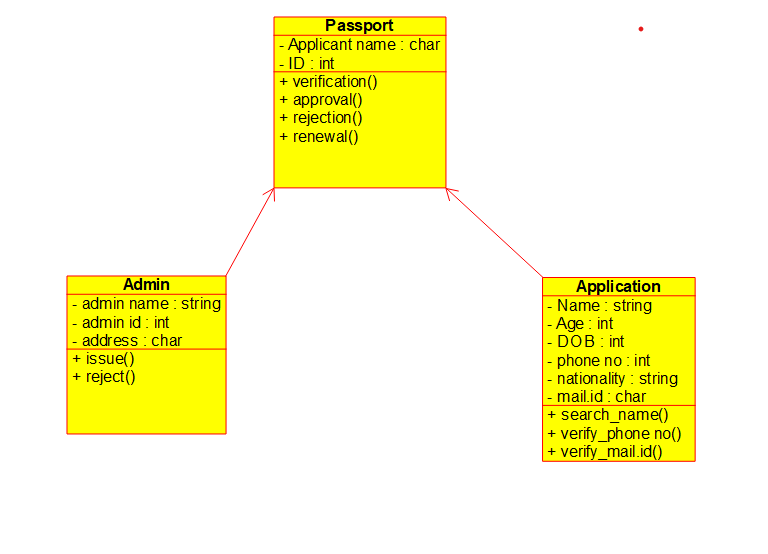 Passport
- Applicant name : char
- ID : int
+ verification()
+ approval()
+ rejection()
+ renewal()
Admin
- admin name : string
- admin id : int
- address : char
+ issue()
+ reject()
Application
- Name : string
- Age : int
- DOB : int
- phone no : int
- nationality : string
- mail.id : char
+ search_name()
+ verify_phone no()
+ verify_mail.id()